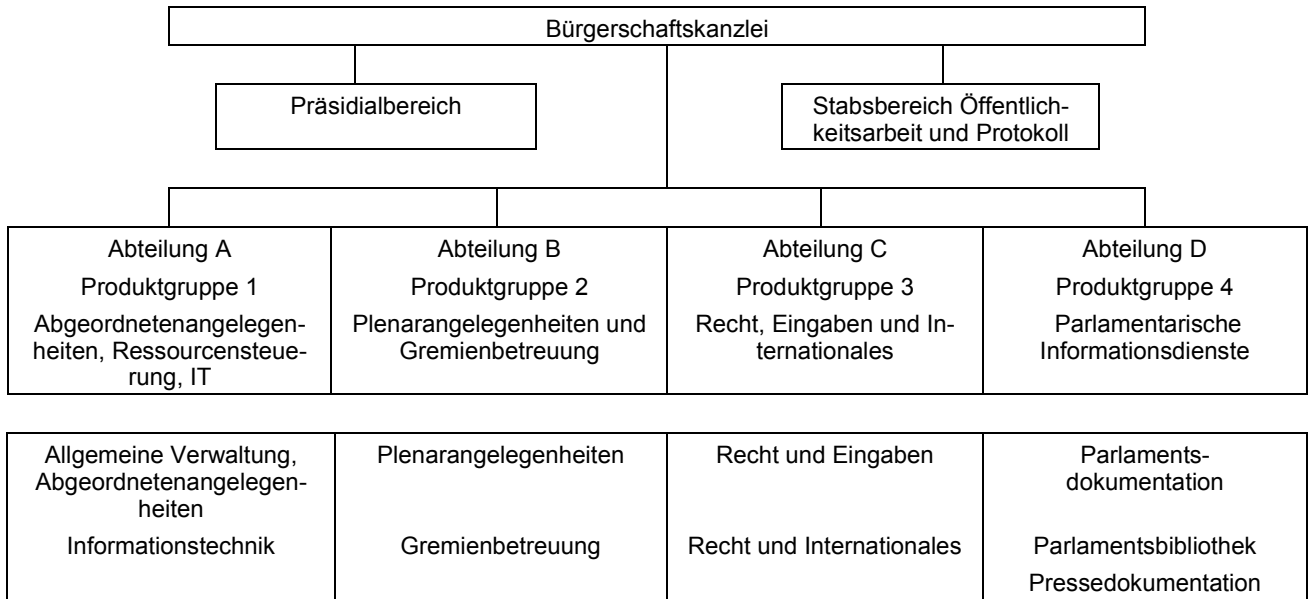 Bürgerschaftskanzlei
Präsidialbereich
Stabsbereich Öffentlich-
keitsarbeit und Protokoll
Abteilung A
Produktgruppe 1
Abgeordnetenangelegen-
heiten, Ressourcensteue-
rung, IT
Abteilung B
Produktgruppe 2
Plenarangelegenheiten und
Gremienbetreuung
Abteilung C
Produktgruppe 3
Recht, Eingaben und In-
ternationales
Abteilung D
Produktgruppe 4
Parlamentarische
Informationsdienste
Allgemeine Verwaltung,
Abgeordnetenangelegen-
heiten
Informationstechnik
Plenarangelegenheiten
Gremienbetreuung
Recht und Eingaben
Recht und Internationales
Parlaments-
dokumentation
Parlamentsbibliothek
Pressedokumentation